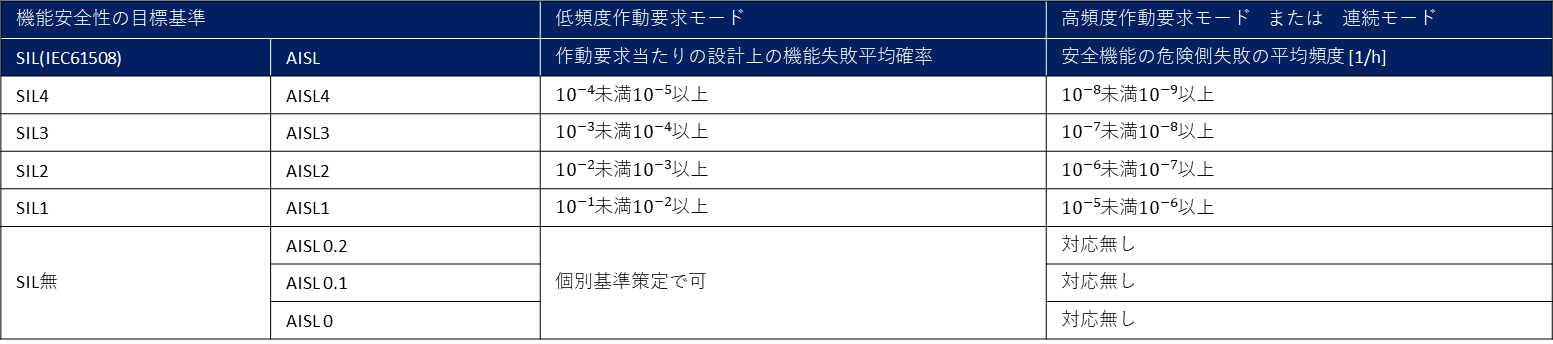 機能安全性の目標基準 低頻度作動要求モード 高頻度作動要求モード　または　連続モード
SIL(IEC61508) AISL 作動要求当たりの設計上の機能失敗平均確率 安全機能の危険側失敗の平均頻度 [1/h]
SIL4 AISL4 10⁻⁴未満10⁻⁵以上 10⁻⁸未満10⁻⁹以上
SIL3 AISL3 10⁻³未満10⁻⁴以上 10⁻⁷未満10⁻⁸以上
SIL2 AISL2 10⁻²未満10⁻³以上 10⁻⁶未満10⁻⁷以上
SIL1 AISL1 10⁻¹未満10⁻²以上 10⁻⁵未満10⁻⁶以上
AISL 0.2 対応無し
SIL無 AISL 0.1 個別基準策定で可 対応無し
AISL 0 対応無し